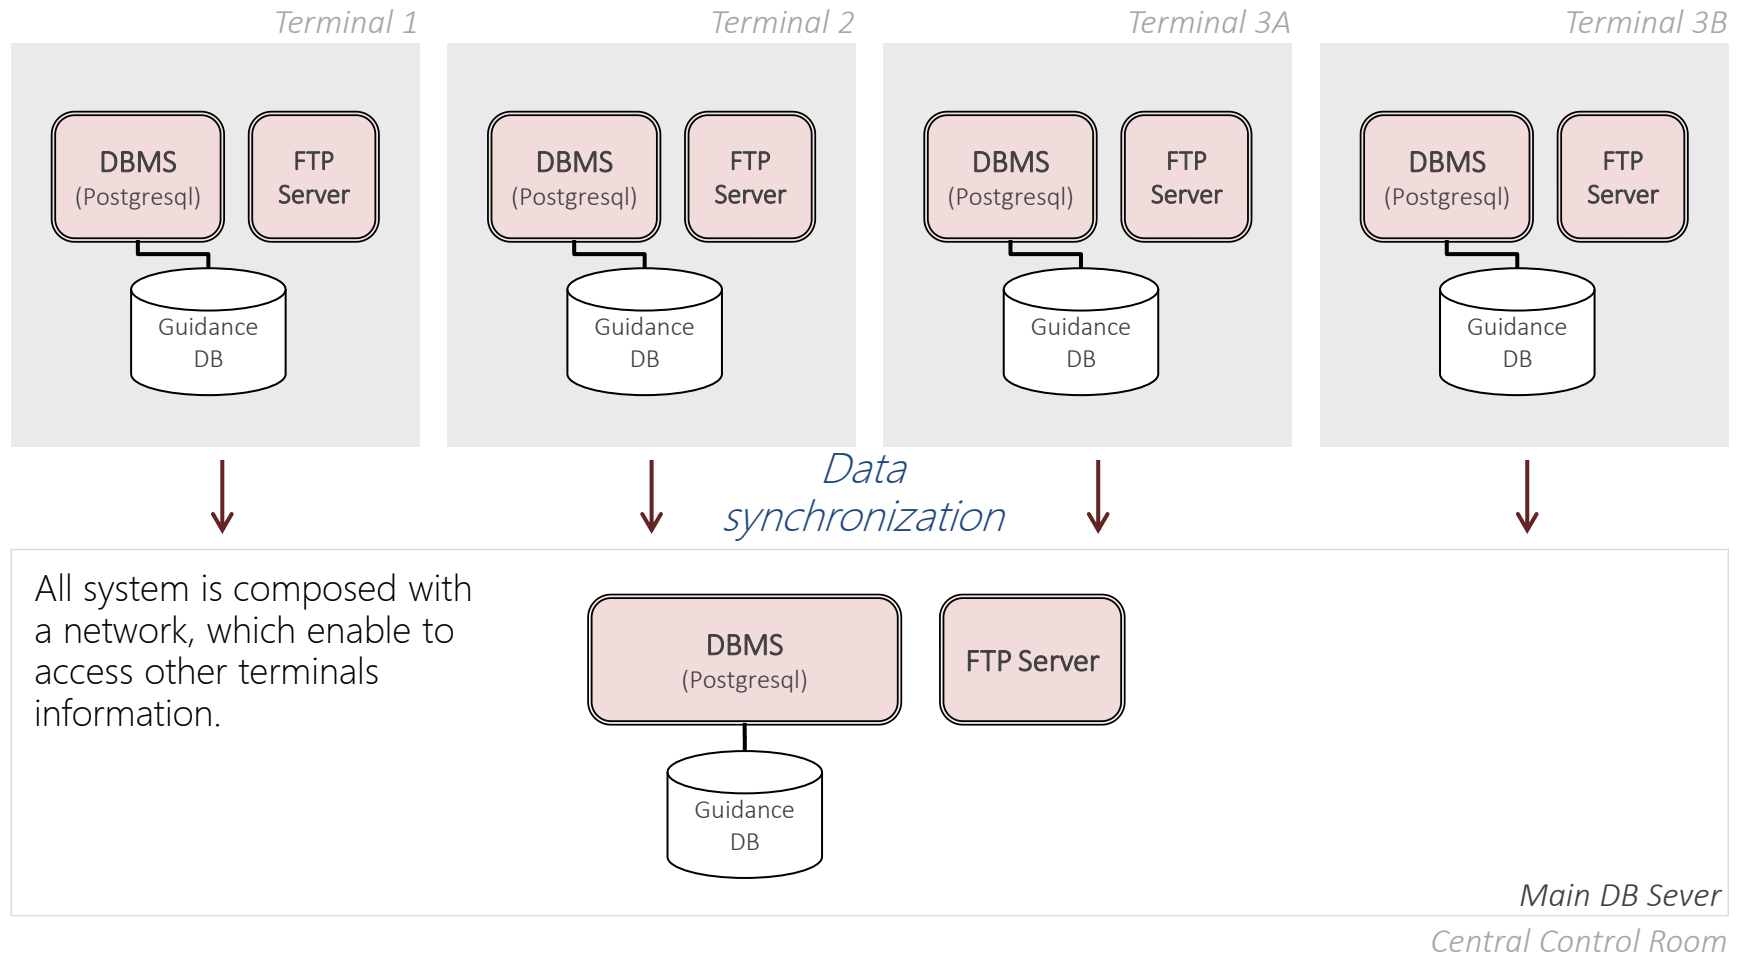 Terminal 1
Terminal 2
Terminal 3A
Terminal 3B
DBMS
(Postgresql)
FTP
Server
Guidance
DB
DBMS
(Postgresql)
FTP
Server
Guidance
DB
DBMS
(Postgresql)
FTP
Server
Guidance
DB
DBMS
(Postgresql)
FTP
Server
Guidance
DB
Data
synchronization
All system is composed with
a network, which enable to
access other terminals
information.
DBMS
(Postgresql)
FTP Server
Guidance
DB
Main DB Sever
Central Control Room